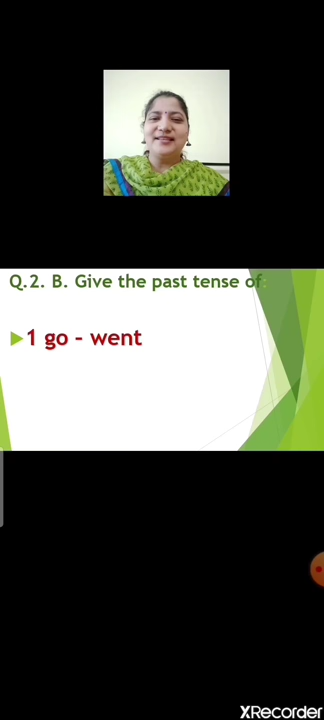 Q.2. B. Give the past tense of
1 go - went
XRecorder